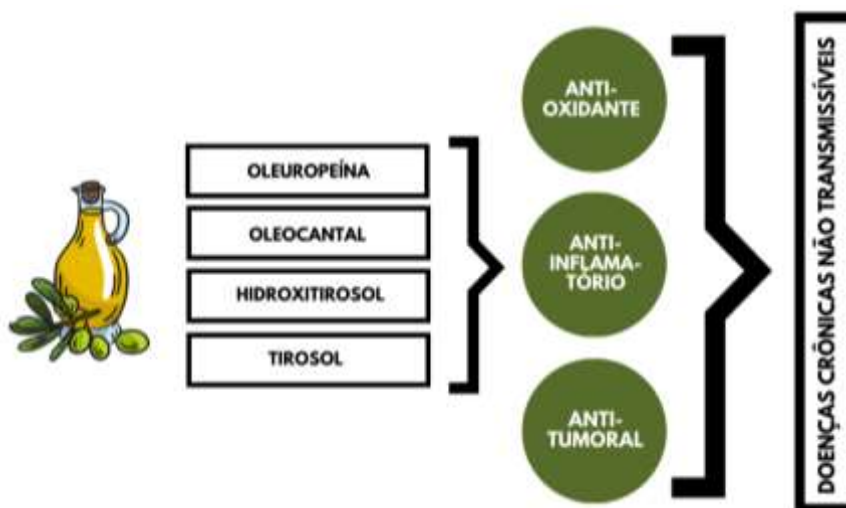 OLEUROPEÍNA
OLEOCANTAL
HIDROXITIROSOL
TIROSOL
ANTI-
OXIDANTE
ANTI-
INFLAMA-
TÓRIO
ANTI-
TUMORAL
DOENÇAS CRÔNICAS NÃO TRANSMISSÍVEIS